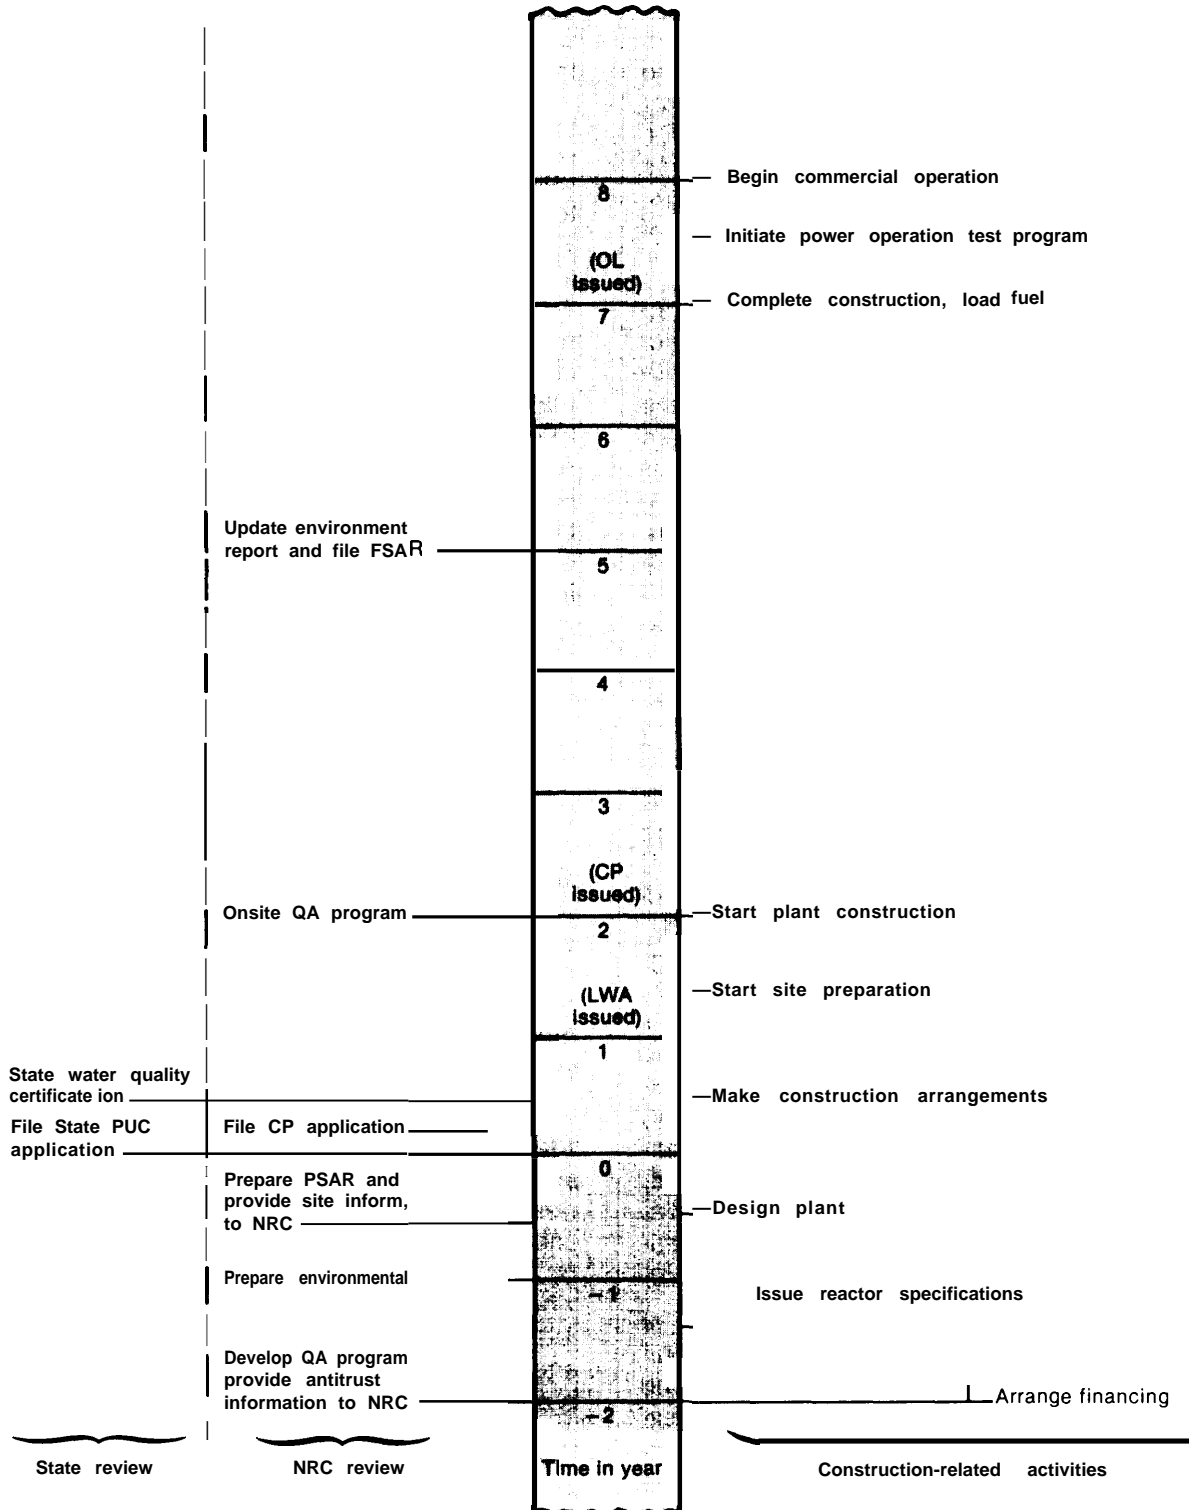 Begin commercial operation
8
Initiate power operation test program
(OL
issued)
Complete construction, load fuel
7
6
Update environment
report and file FSAR
5
4
3
(CP
issued)
Onsite QA program
Start plant construction
2
Start site preparation
(LWA
issued)
1
State water quality
certificate ion
Make construction arrangements
File State PUC
application
File CP application
0
Prepare PSAR and
provide site inform,
to NRC
Design plant
Prepare environmental
-1
Issue reactor specifications
Develop QA program
provide antitrust
information to NRC
Arrange financing
-2
State review
NRC review
Time in year
Construction-related activities